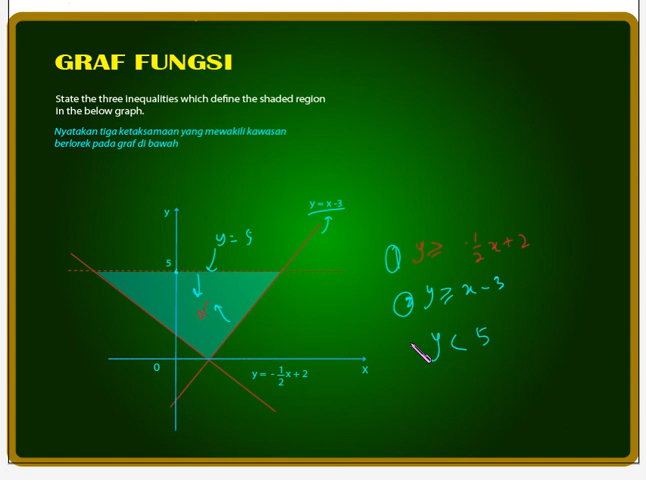 GRAF FUNGSI
State the three inequalities which define the shaded region
in the below graph.
Nyatakan tiga ketaksamaan yang mewakili kawasan
berlorek pada graf di bawah
y
y = x - 3
y = 5
5
0
x
y = - 1/2 x + 2
① y ≥ - 1/2 x + 2
② y ≥ x - 3
y < 5